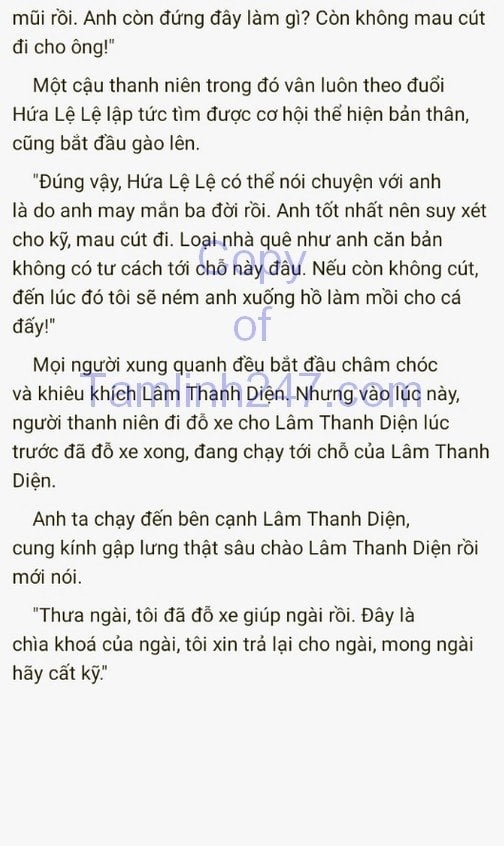 mũi rồi. Anh còn đứng đây làm gì? Còn không mau cút
đi cho ông!"
Một cậu thanh niên trong đó vân luôn theo đuổi
Hứa Lệ Lệ lập tức tìm được cơ hội thể hiện bản thân,
cũng bắt đầu gào lên.
"Đúng vậy, Hứa Lệ Lệ có thể nói chuyện với anh
là do anh may mắn ba đời rồi. Anh tốt nhất nên suy xét
cho kỹ, mau cút đi. Loại nhà quê như anh căn bản
không có tư cách tới chỗ này đâu. Nếu còn không cút,
đến lúc đó tôi sẽ ném anh xuống hồ làm mồi cho cá
đấy!"
Mọi người xung quanh đều bắt đầu châm chóc
và khiêu khích Lâm Thanh Diện. Nhưng vào lúc này,
người thanh niên đi đỗ xe cho Lâm Thanh Diện lúc
trước đã đỗ xe xong, đang chạy tới chỗ của Lâm Thanh
Diện.
Anh ta chạy đến bên cạnh Lâm Thanh Diện,
cung kính gập lưng thật sâu chào Lâm Thanh Diện rồi
mới nói.
"Thưa ngài, tôi đã đỗ xe giúp ngài rồi. Đây là
chìa khoá của ngài, tôi xin trả lại cho ngài, mong ngài
hãy cất kỹ."
Copy
of
Tamlinh247.com